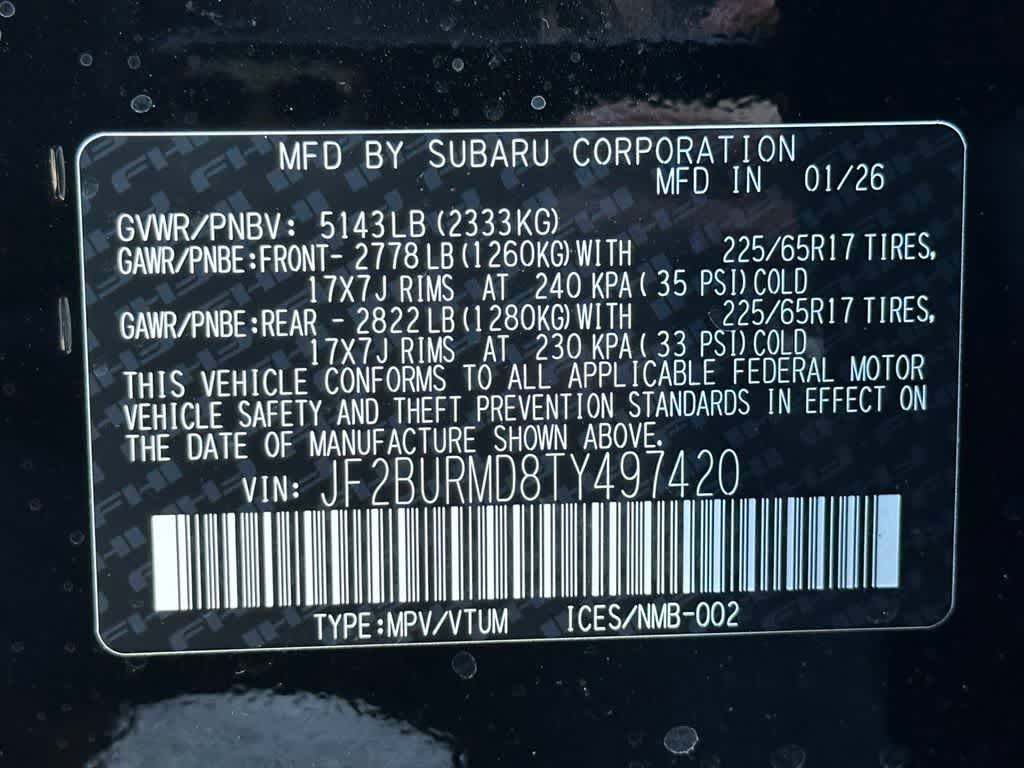 MFD BY SUBARU CORPORATION
MFD IN 01/26
GVWR/PNBV: 5143LB (2333KG)
GAWR/PNBE:FRONT- 2778 LB (1260KG) WITH 225/65R17 TIRES,
17X7J RIMS AT 240 KPA ( 35 PSI) COLD
GAWR/PNBE:REAR - 2822 LB (1280KG) WITH 225/65R17 TIRES,
17X7J RIMS AT 230 KPA ( 33 PSI) COLD
THIS VEHICLE CONFORMS TO ALL APPLICABLE FEDERAL MOTOR
VEHICLE SAFETY AND THEFT PREVENTION STANDARDS IN EFFECT ON
THE DATE OF MANUFACTURE SHOWN ABOVE.
VIN: JF2BURMD8TY497420
TYPE:MPV/VTUM ICES/NMB-002